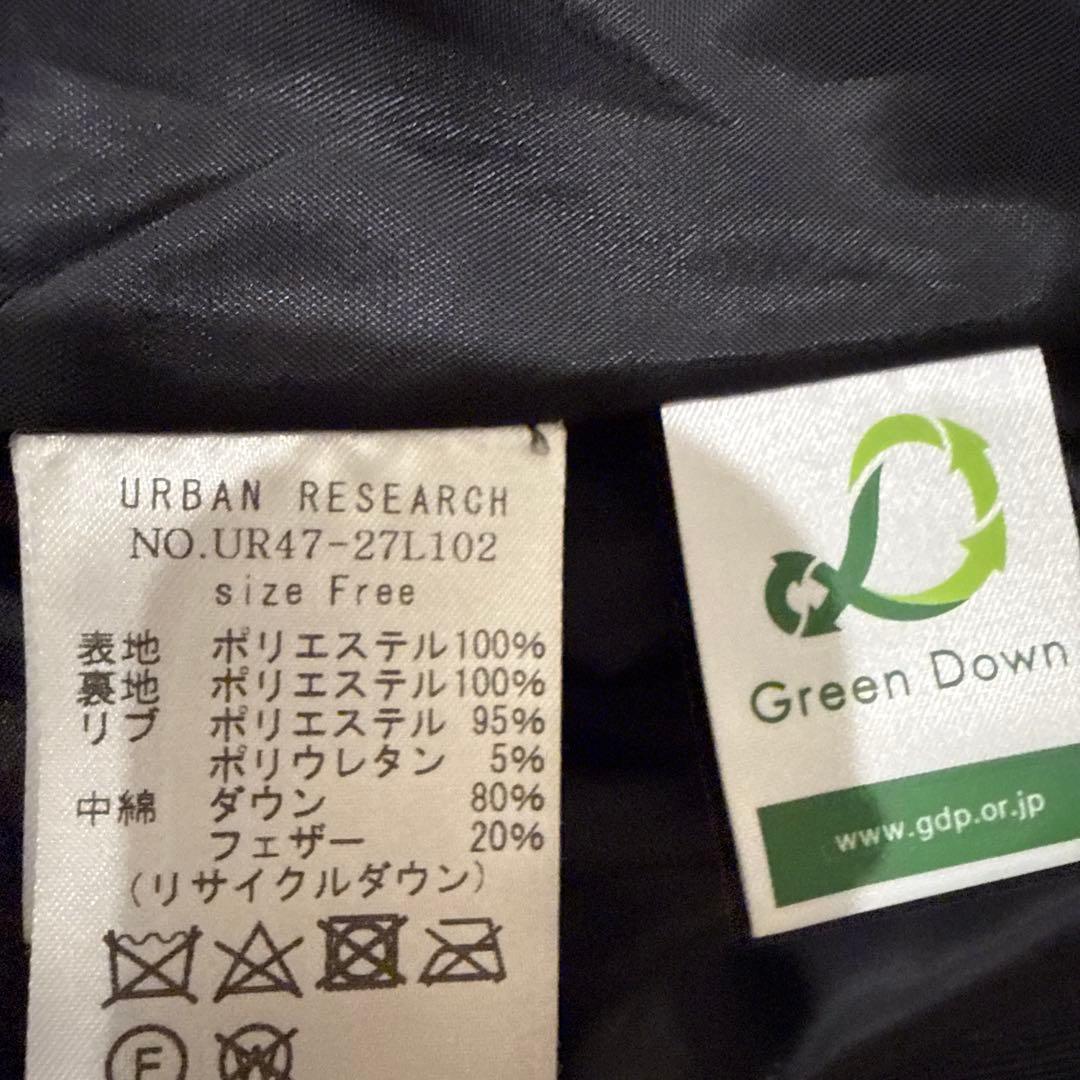 URBAN RESEARCH
NO.UR47-27L102
size Free
表地 ポリエステル100%
裏地 ポリエステル100%
リブ ポリエステル 95%
ポリウレタン 5%
中綿 ダウン 80%
フェザー 20%
(リサイクルダウン)
F
W
Green Down
www.gdp.or.jp